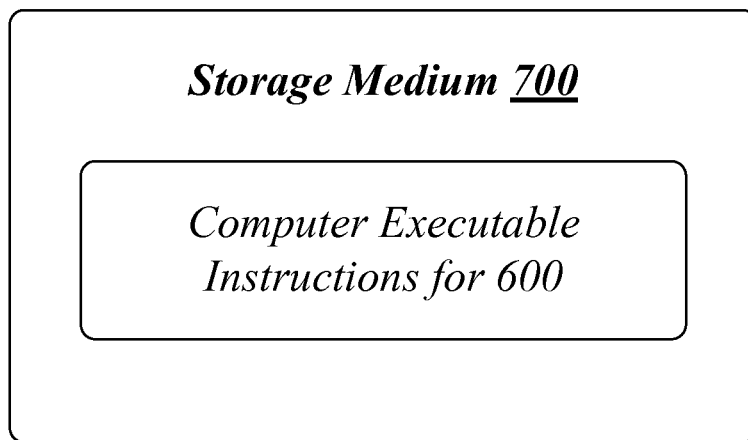 Storage Medium 700
Computer Executable
Instructions for 600